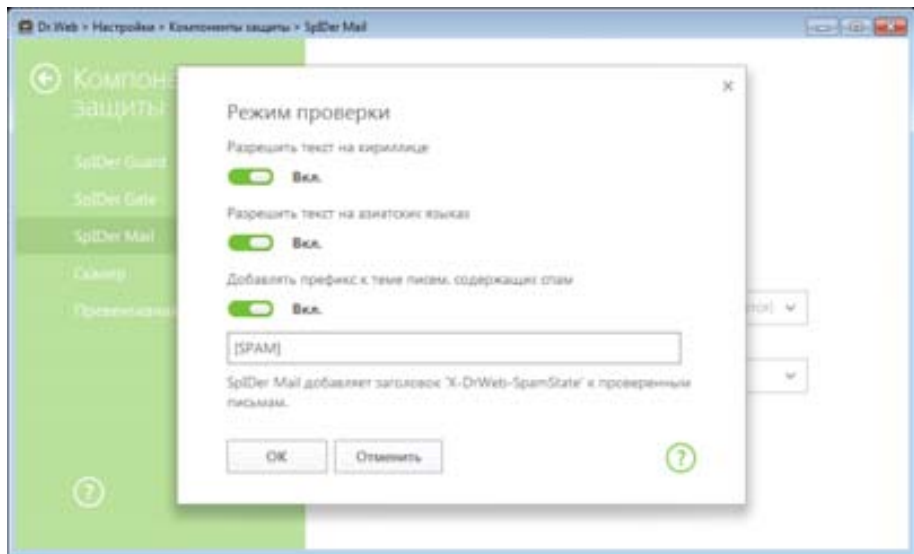 Dr.Web > Настройки > Компоненты защиты > SpIDer Mail
защиты
SpIDer Guard
SpIDer Gate
SpIDer Mail
Сканер
Режим проверки
Разрешить текст на кириллице
Вкл.
Разрешить текст на азиатских языках
Вкл.
Добавлять префикс к теме писем, содержащих спам
Вкл.
[SPAM]
SpIDer Mail добавляет заголовок 'X-DrWeb-SpamState' к проверенным
письмам.
OK
Отменить